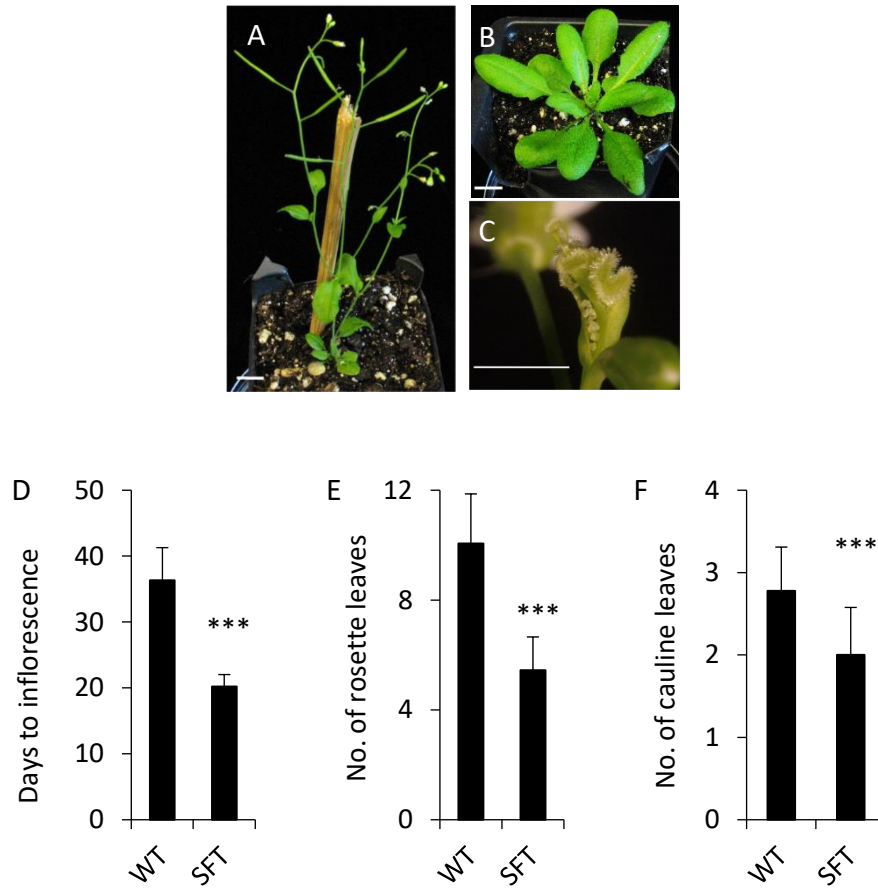 A
B
C
D
Days to inflorescence
50
40
30
20
10
0
***
WT
SFT
E
No. of rosette leaves
12
8
4
0
***
WT
SFT
F
No. of cauline leaves
4
3
2
1
0
***
WT
SFT